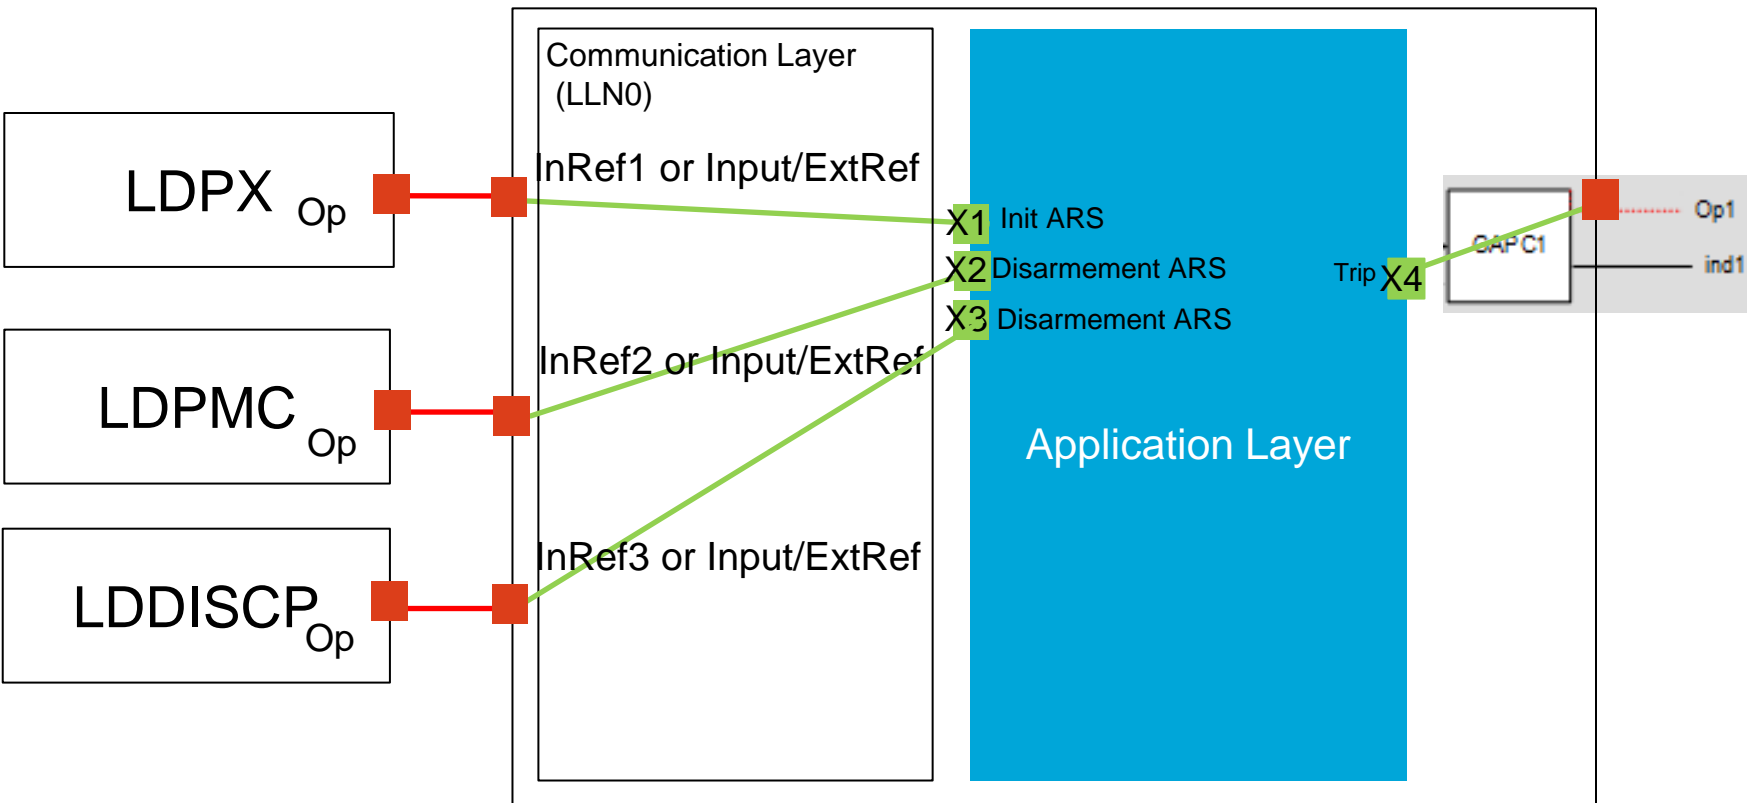 Communication Layer
(LLN0)
LDPX Op
InRef1 or Input/ExtRef
X1 Init ARS
X2 Disarmement ARS
X3 Disarmement ARS
Trip X4
GAPC1
Op1
ind1
LDPMC Op
InRef2 or Input/ExtRef
Application Layer
LDDISCP Op
InRef3 or Input/ExtRef